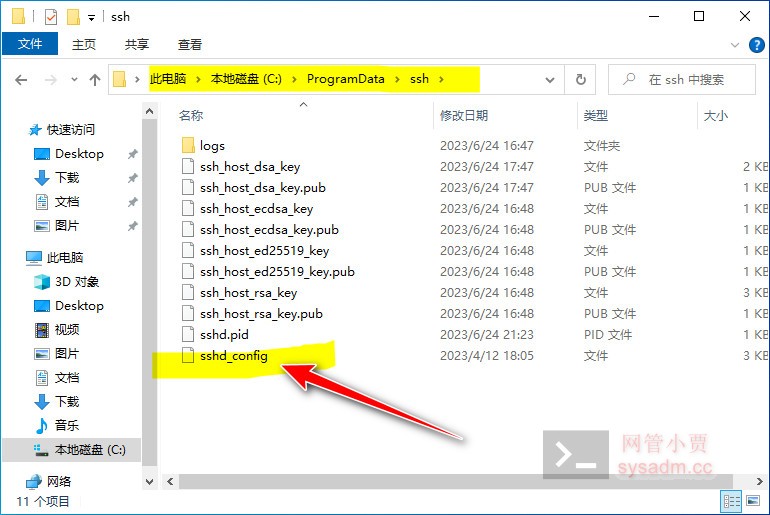 ssh
文件 主页 共享 查看
此电脑 本地磁盘 (C:) ProgramData ssh 在 ssh 中搜索
名称 修改日期 类型 大小
快速访问
Desktop
下载
文档
图片
此电脑
3D 对象
Desktop
视频
图片
文档
下载
音乐
本地磁盘 (C:)
网络
logs 2023/6/24 16:47 文件夹
ssh_host_dsa_key 2023/6/24 17:47 文件 2 KB
ssh_host_dsa_key.pub 2023/6/24 17:47 PUB 文件 1 KB
ssh_host_ecdsa_key 2023/6/24 16:48 文件 1 KB
ssh_host_ecdsa_key.pub 2023/6/24 16:48 PUB 文件 1 KB
ssh_host_ed25519_key 2023/6/24 16:48 文件 1 KB
ssh_host_ed25519_key.pub 2023/6/24 16:48 PUB 文件 1 KB
ssh_host_rsa_key 2023/6/24 16:48 文件 3 KB
ssh_host_rsa_key.pub 2023/6/24 16:48 PUB 文件 1 KB
sshd.pid 2023/6/24 21:23 PID 文件 1 KB
sshd_config 2023/4/12 18:05 文件 3 KB
网管小贾
sysadm.cc
11 个项目